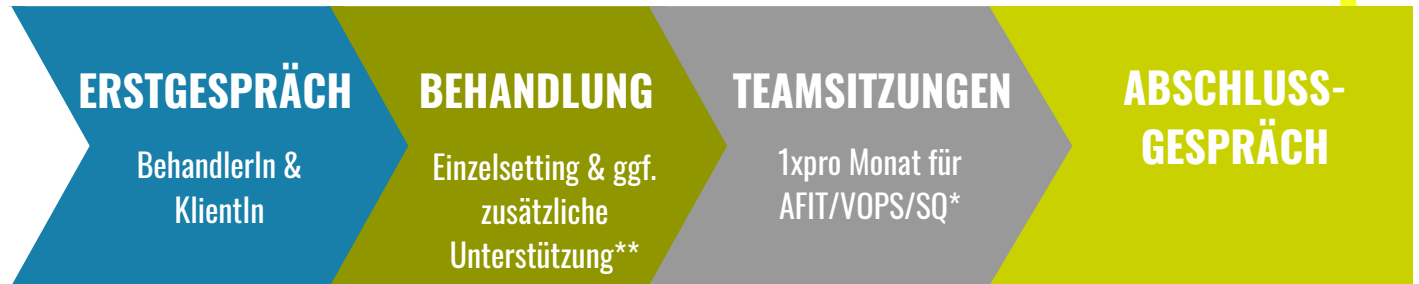 ERSTGESPRÄCH
BehandlerIn &
KlientIn
BEHANDLUNG
Einzelsetting & ggf.
zusätzliche
Unterstützung**
TEAMSITZUNGEN
1xpro Monat für
AFIT/VOPS/SQ*
ABSCHLUSS-
GESPRÄCH